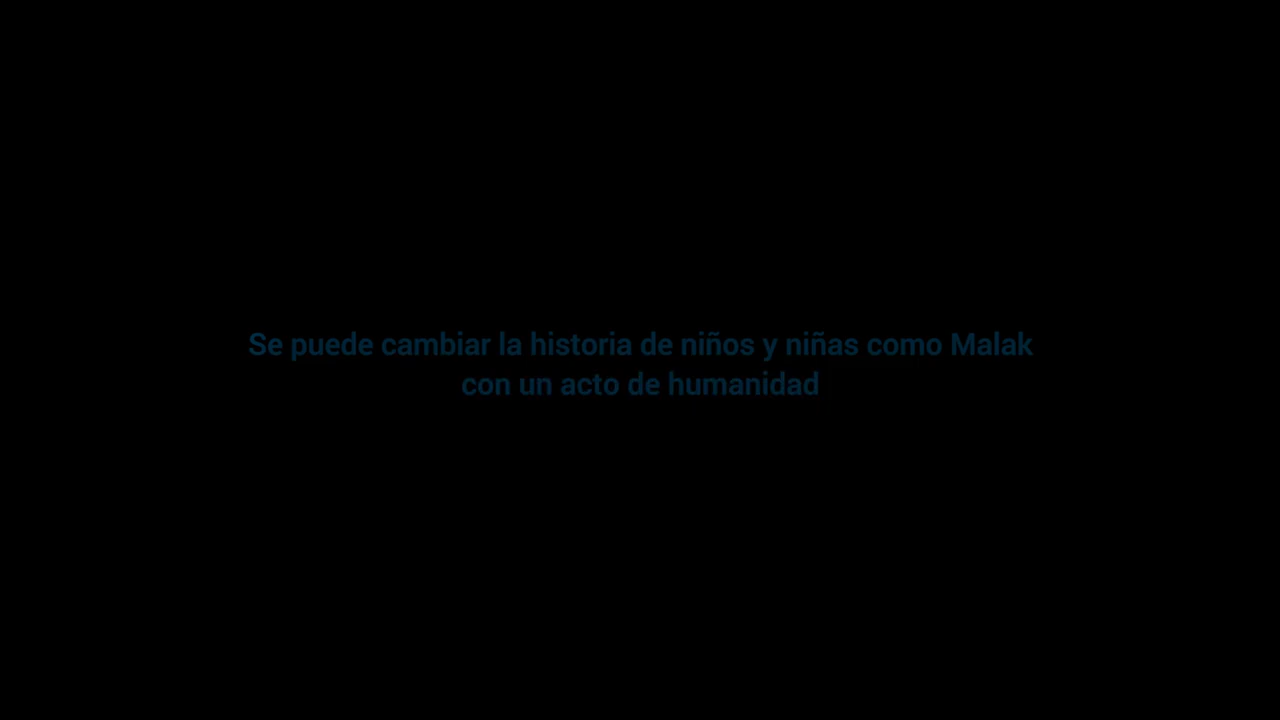 Se puede cambiar la historia de niños y niñas como Malak
con un acto de humanidad